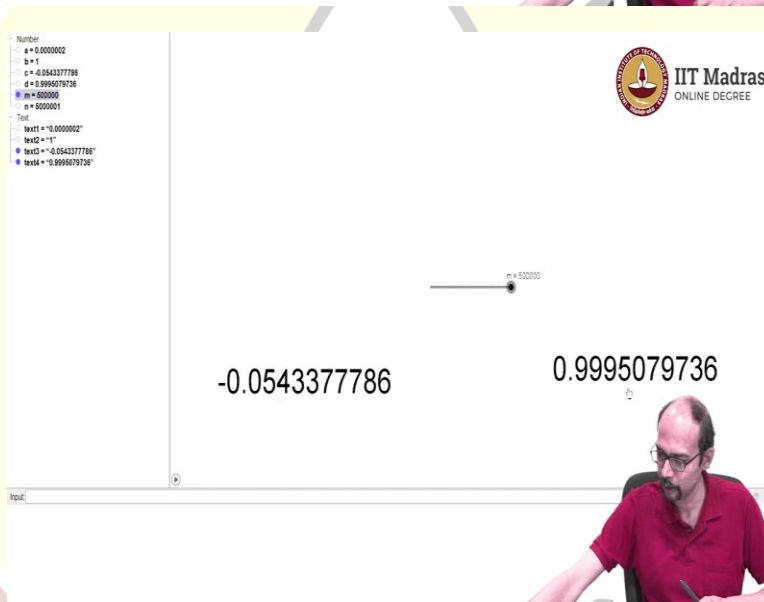 Number
a = 0.0000002
b = 1
c = -0.0543377786
d = 0.9995079736
m = 500000
n = 5000001
Text
text1 = "0.0000002"
text2 = "1"
text3 = "-0.0543377786"
text4 = "0.9995079736"
IIT Madras
ONLINE DEGREE
m = 500000
-0.0543377786
0.9995079736
Input: